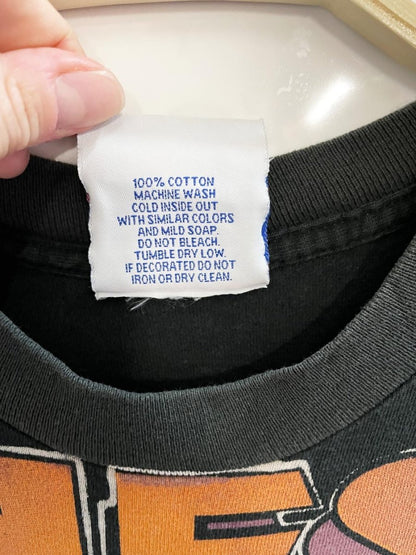 100% COTTON
MACHINE WASH
COLD INSIDE OUT
WITH SIMILAR COLORS
AND MILD SOAP.
DO NOT BLEACH.
TUMBLE DRY LOW.
IF DECORATED DO NOT
IRON OR DRY CLEAN.